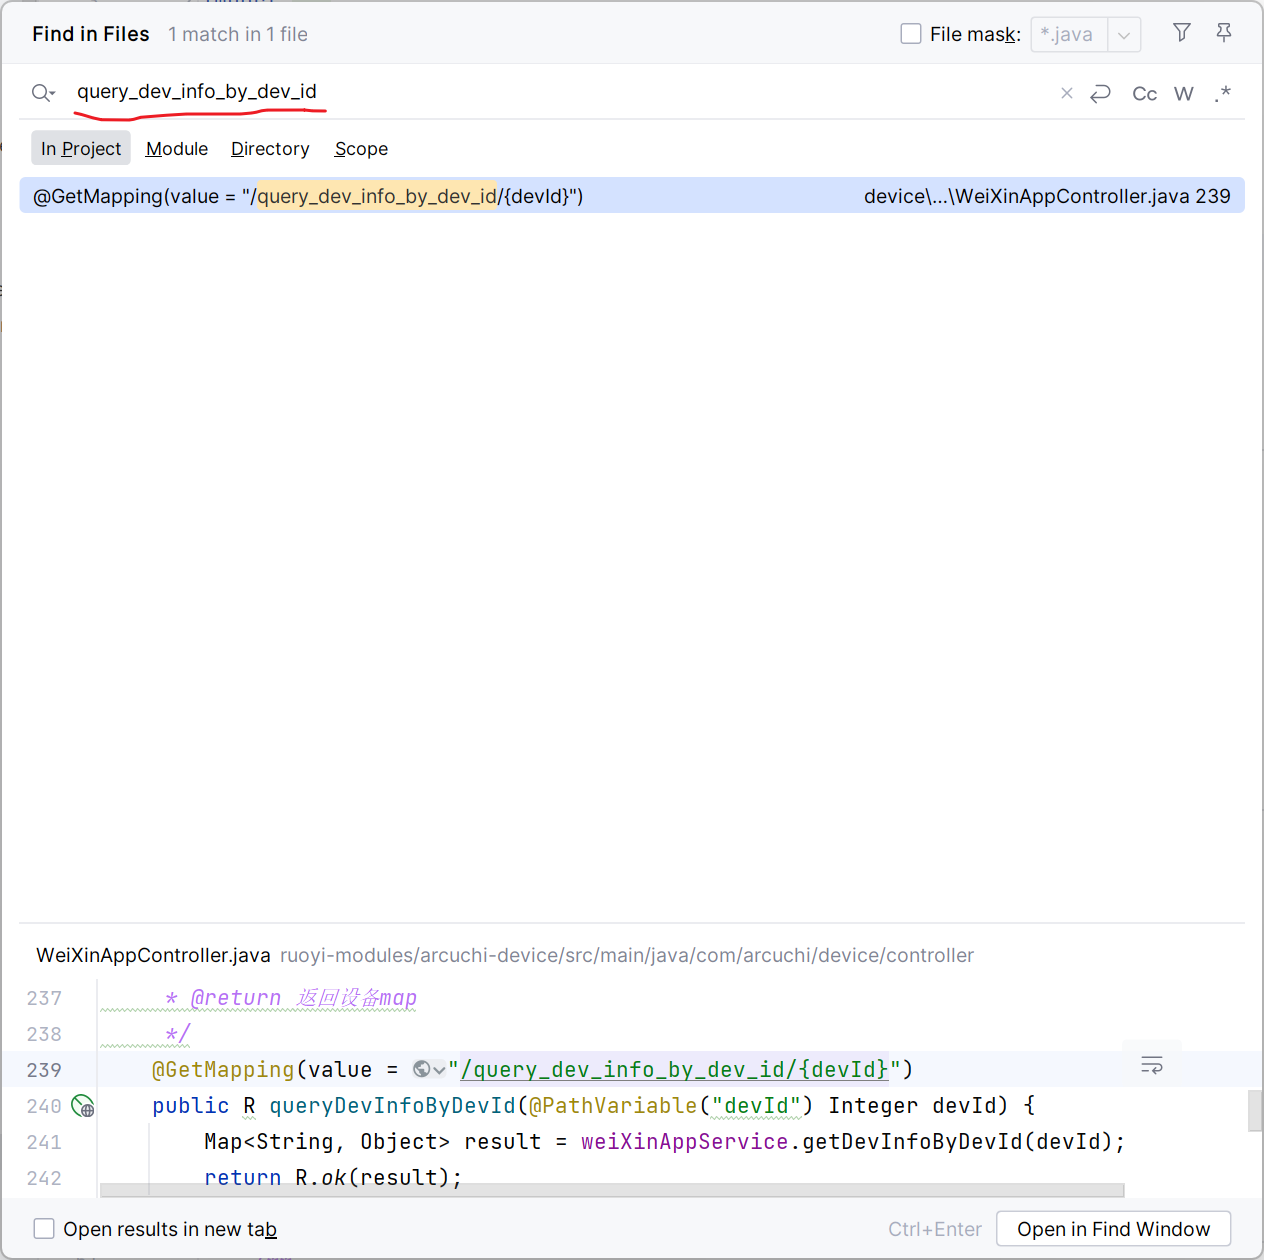 Find in Files 1 match in 1 file File mask: *.java
query_dev_info_by_dev_id Cc W .*
In Project Module Directory Scope
@GetMapping(value = "/query_dev_info_by_dev_id/{devId}") device\...\WeiXinAppController.java 239
WeiXinAppController.java ruoyi-modules/arcuchi-device/src/main/java/com/arcuchi/device/controller
237 * @return 返回设备map
238 */
239 @GetMapping(value = "/query_dev_info_by_dev_id/{devId}")
240 public R queryDevInfoByDevId(@PathVariable("devId") Integer devId) {
241 Map<String, Object> result = weiXinAppService.getDevInfoByDevId(devId);
242 return R.ok(result);
Open results in new tab Ctrl+Enter Open in Find Window